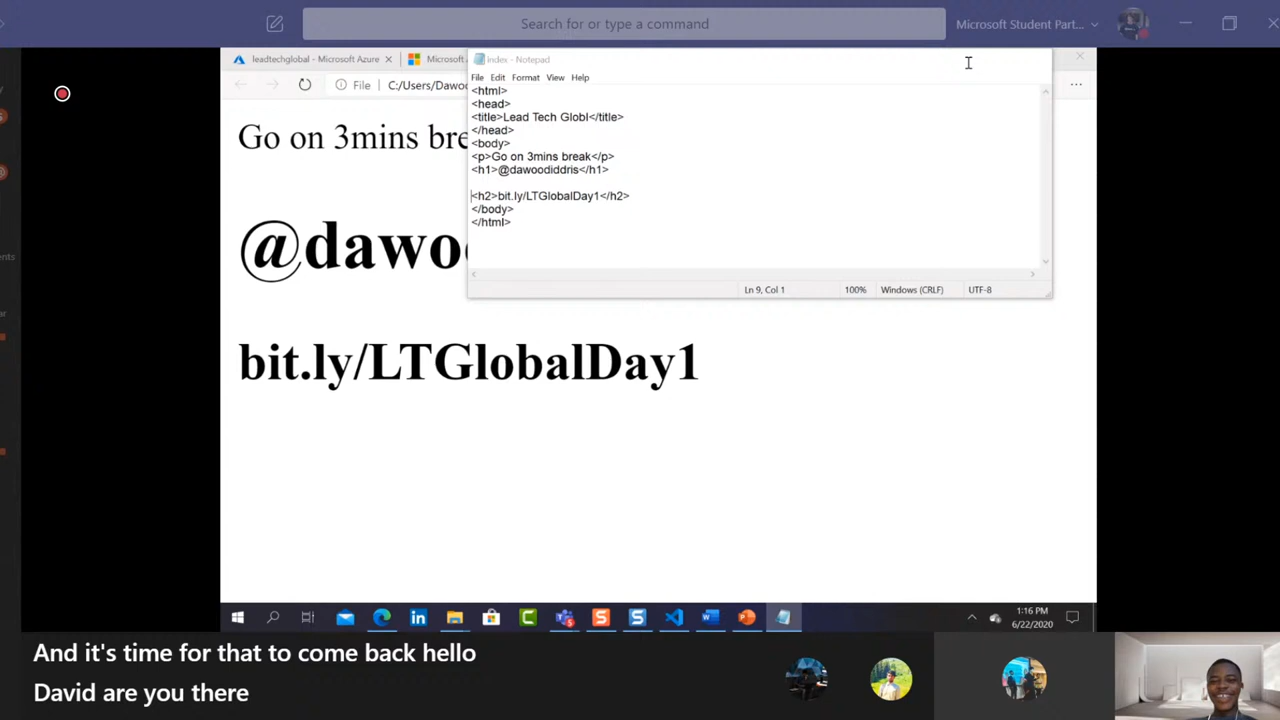 Search for or type a command
Microsoft Student Part...
leadtechglobal - Microsoft Azure
Microsoft
index - Notepad
File
C:/Users/Dawo
File Edit Format View Help
<html>
<head>
<title>Lead Tech Globl</title>
</head>
<body>
<p>Go on 3mins break</p>
<h1>@dawoodiddris</h1>
<h2>bit.ly/LTGlobalDay1</h2>
</body>
</html>
Ln 9, Col 1
100%
Windows (CRLF)
UTF-8
Go on 3mins bre
@dawo
bit.ly/LTGlobalDay1
1:16 PM
6/22/2020
And it's time for that to come back hello
David are you there